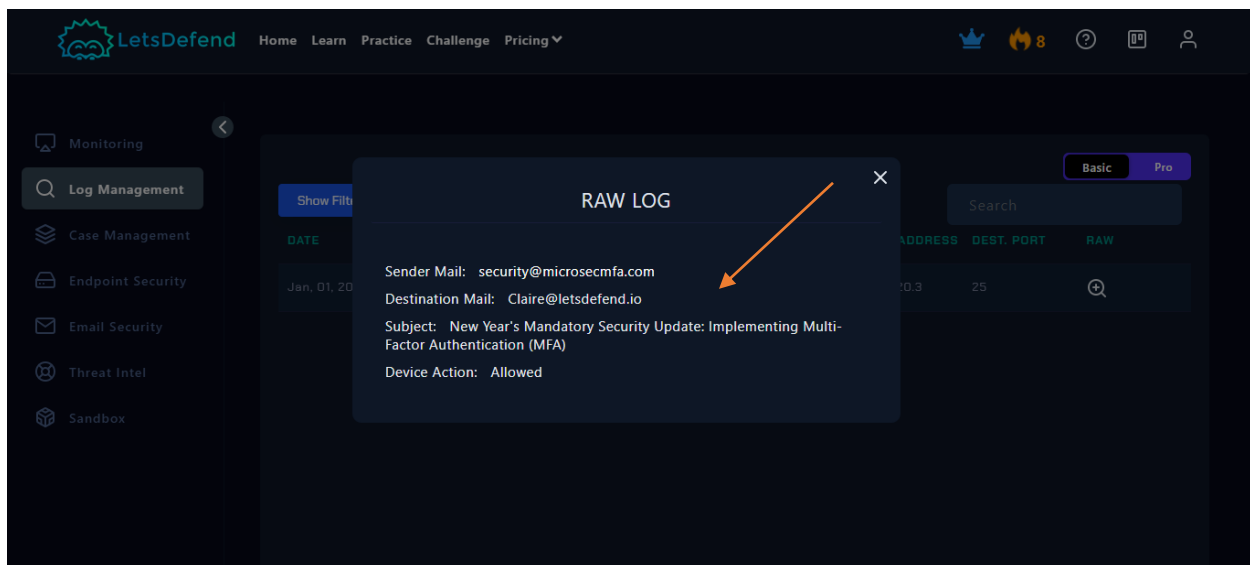 LetsDefend Home Learn Practice Challenge Pricing 8
Monitoring
Log Management
Case Management
Endpoint Security
Email Security
Threat Intel
Sandbox
Basic Pro
Show Filt
Search
DATE ADDRESS DEST. PORT RAW
Jan, 01, 20 20.3 25
RAW LOG
Sender Mail: security@microsecmfa.com
Destination Mail: Claire@letsdefend.io
Subject: New Year's Mandatory Security Update: Implementing Multi-
Factor Authentication (MFA)
Device Action: Allowed